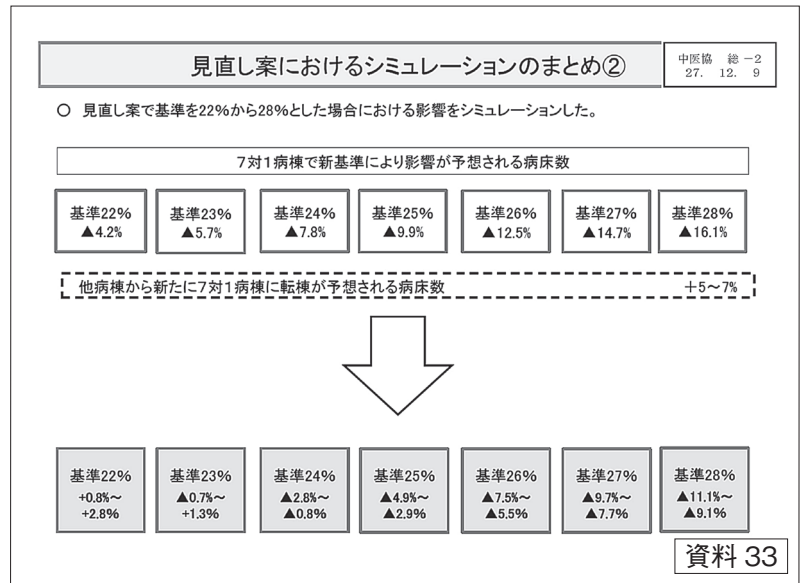 見直し案におけるシミュレーションのまとめ②
中医協 総－2
27. 12. 9
○ 見直し案で基準を22%から28%とした場合における影響をシミュレーションした。
7対1病棟で新基準により影響が予想される病床数
基準22%
▲4.2%
基準23%
▲5.7%
基準24%
▲7.8%
基準25%
▲9.9%
基準26%
▲12.5%
基準27%
▲14.7%
基準28%
▲16.1%
他病棟から新たに7対1病棟に転棟が予想される病床数 ＋5～7%
基準22%
+0.8%～
+2.8%
基準23%
▲0.7%～
+1.3%
基準24%
▲2.8%～
▲0.8%
基準25%
▲4.9%～
▲2.9%
基準26%
▲7.5%～
▲5.5%
基準27%
▲9.7%～
▲7.7%
基準28%
▲11.1%～
▲9.1%
資料 33